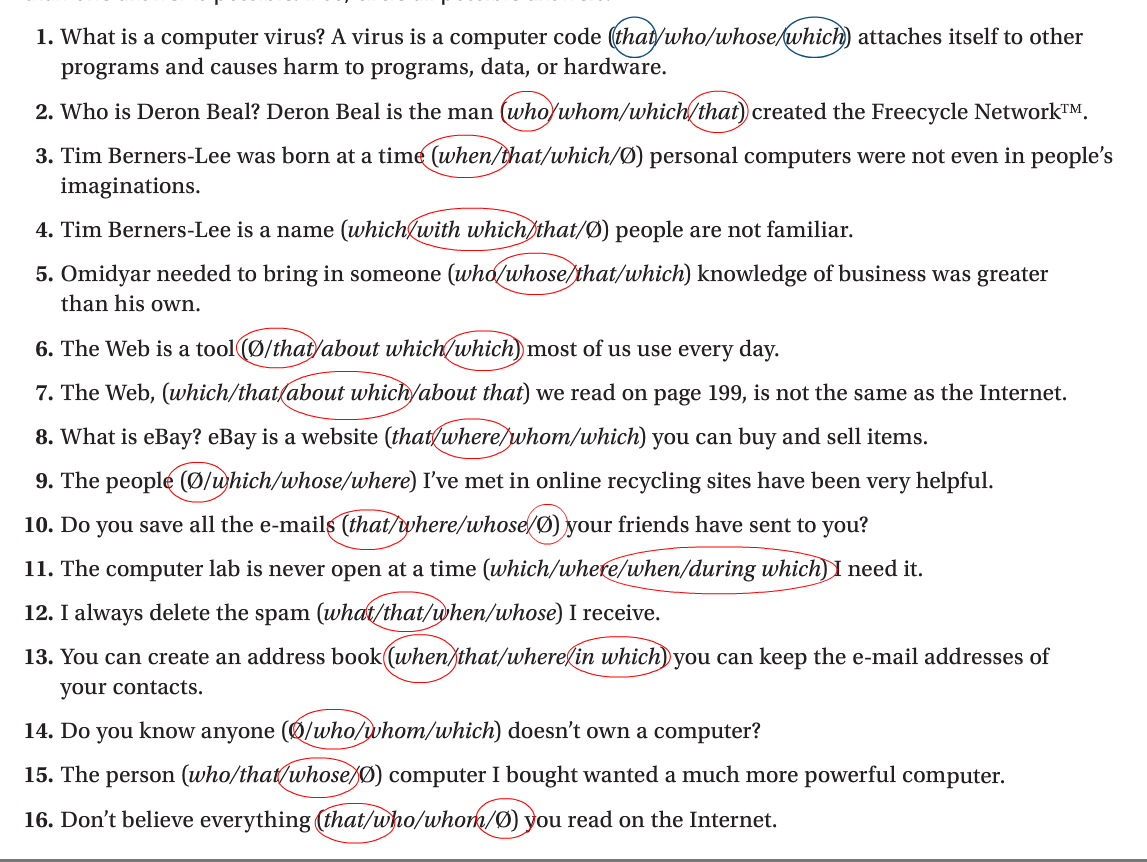 1. What is a computer virus? A virus is a computer code (that/who/whose/which) attaches itself to other
programs and causes harm to programs, data, or hardware.
2. Who is Deron Beal? Deron Beal is the man (who/whom/which/that) created the Freecycle Network™.
3. Tim Berners-Lee was born at a time (when/that/which/Ø) personal computers were not even in people’s
imaginations.
4. Tim Berners-Lee is a name (which/with which/that/Ø) people are not familiar.
5. Omidyar needed to bring in someone (who/whose/that/which) knowledge of business was greater
than his own.
6. The Web is a tool (Ø/that/about which/which) most of us use every day.
7. The Web, (which/that/about which/about that) we read on page 199, is not the same as the Internet.
8. What is eBay? eBay is a website (that/where/whom/which) you can buy and sell items.
9. The people (Ø/which/whose/where) I’ve met in online recycling sites have been very helpful.
10. Do you save all the e-mails (that/where/whose/Ø) your friends have sent to you?
11. The computer lab is never open at a time (which/where/when/during which) I need it.
12. I always delete the spam (what/that/when/whose) I receive.
13. You can create an address book (when/that/where/in which) you can keep the e-mail addresses of
your contacts.
14. Do you know anyone (Ø/who/whom/which) doesn’t own a computer?
15. The person (who/that/whose/Ø) computer I bought wanted a much more powerful computer.
16. Don’t believe everything (that/who/whom/Ø) you read on the Internet.